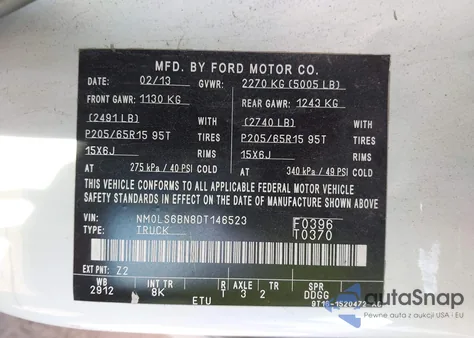 MFD. BY FORD MOTOR CO.
DATE: 02/13 GVWR: 2270 KG (5005 LB)
FRONT GAWR: 1130 KG REAR GAWR: 1243 KG
(2491 LB) WITH (2740 LB) WITH
P205/65R15 95T TIRES P205/65R15 95T TIRES
15X6J RIMS 15X6J RIMS
AT 275 kPa / 40 PSI COLD AT 340 kPa / 49 PSI COLD
THIS VEHICLE CONFORMS TO ALL APPLICABLE FEDERAL MOTOR VEHICLE
SAFETY STANDARDS IN EFFECT ON THE DATE OF MANUFACTURE SHOWN ABOVE.
VIN: NM0LS6BN8DT146523 F0396
TYPE: TRUCK T0370
EXT PNT: Z2
WB INT TR R AXLE TR SPR
2912 8K 3 2 DDGG
ETU
autoSnap
Pewne auta z aukcji USA i EU